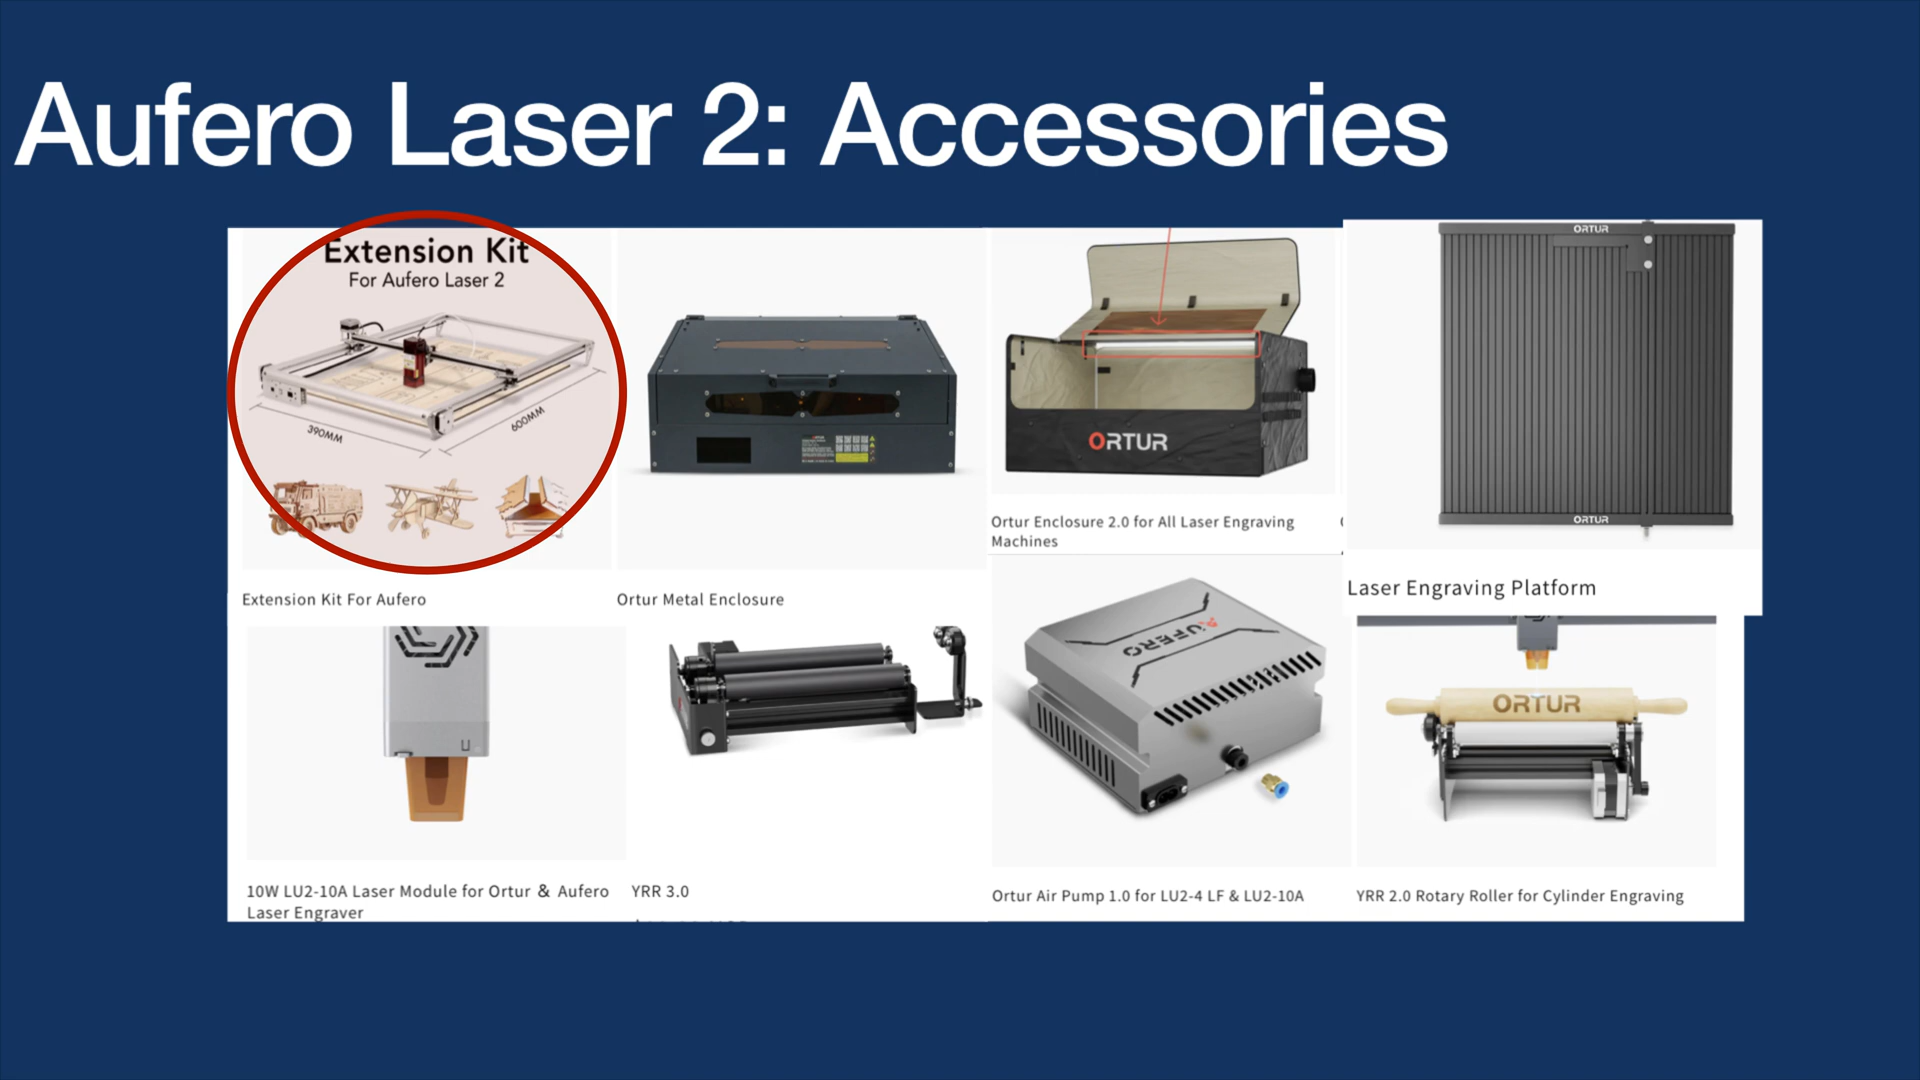 Aufero Laser 2: Accessories
Extension Kit
For Aufero Laser 2
390MM
600MM
Extension Kit For Aufero
Ortur Metal Enclosure
ORTUR
Ortur Enclosure 2.0 for All Laser Engraving
Machines
ORTUR
ORTUR
Laser Engraving Platform
10W LU2-10A Laser Module for Ortur & Aufero
Laser Engraver
YRR 3.0
AUFERO
Ortur Air Pump 1.0 for LU2-4 LF & LU2-10A
ORTUR
YRR 2.0 Rotary Roller for Cylinder Engraving